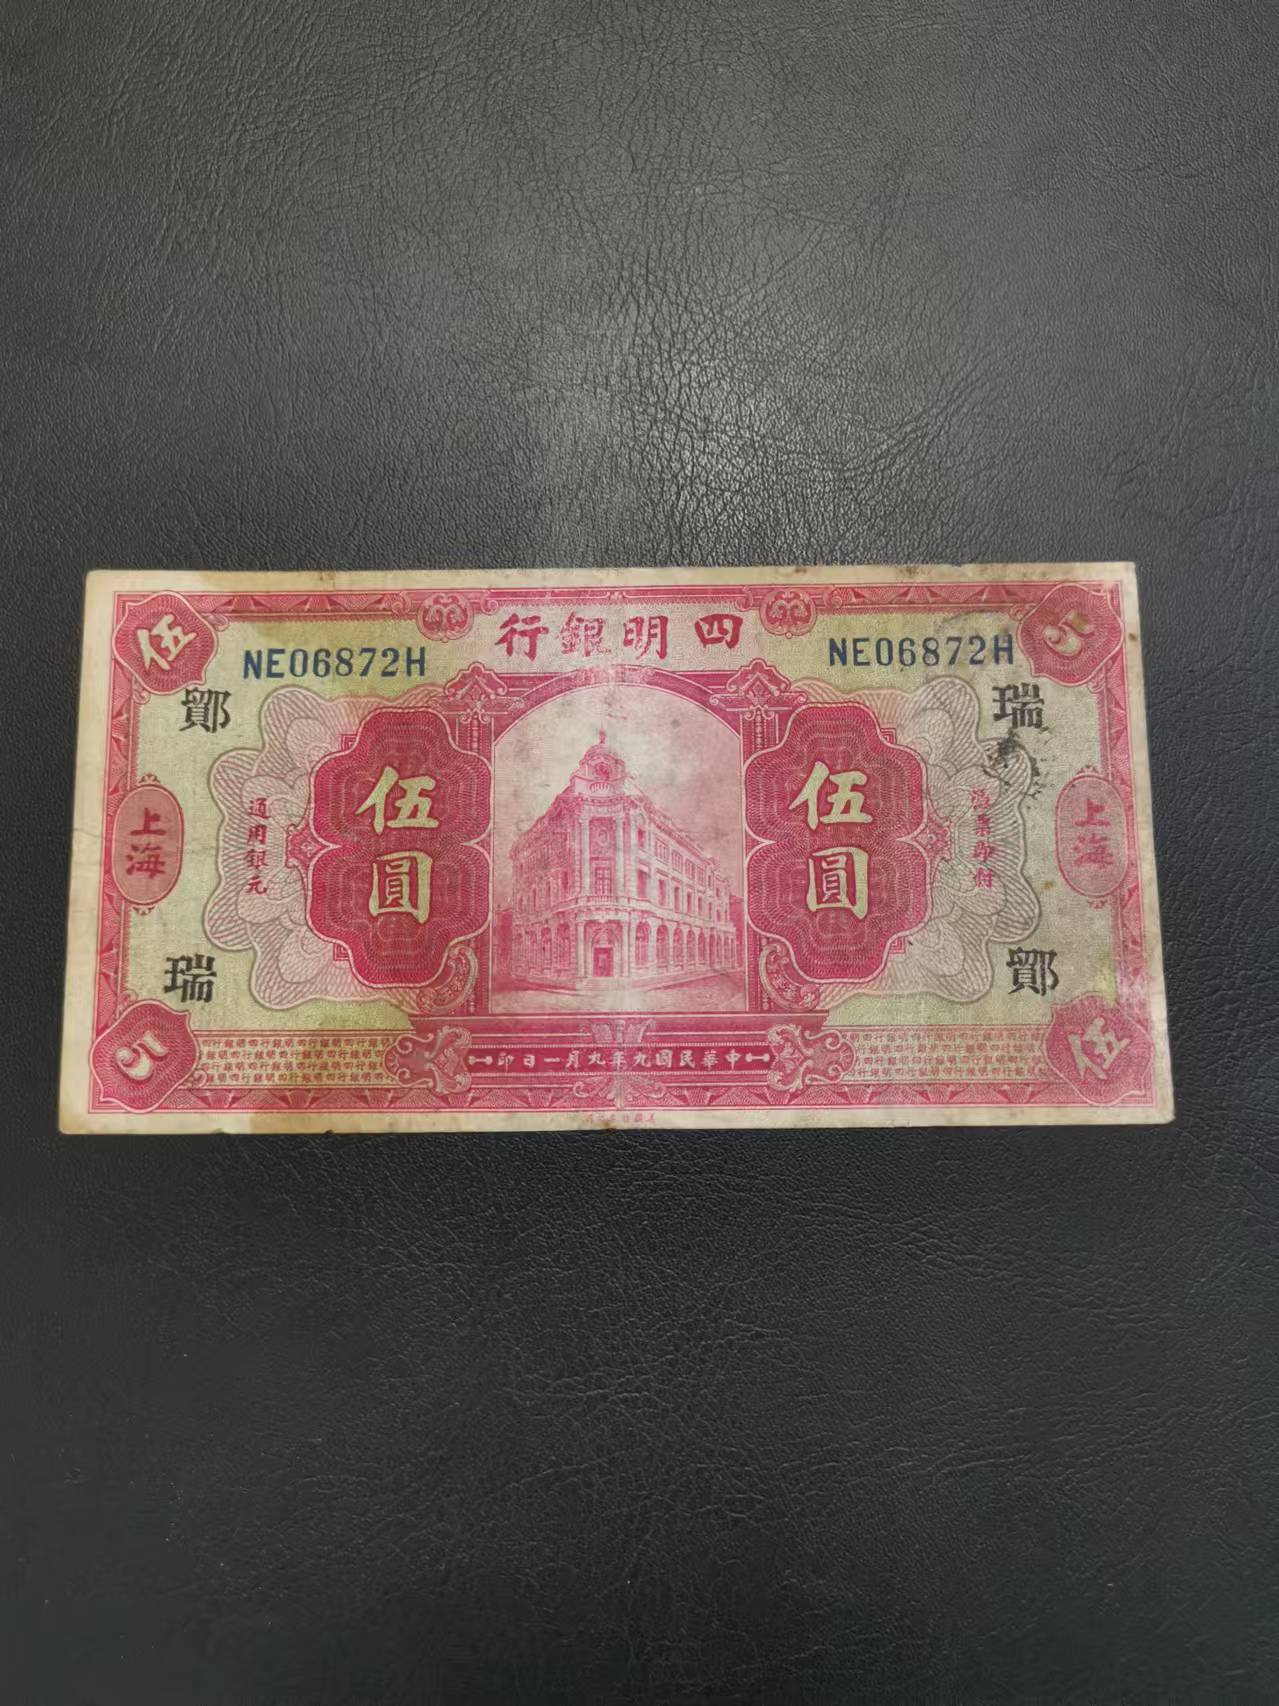 四明銀行
NE06872H
NE06872H
伍
5
瑞
鄮
上海
上海
憑票即付
通用銀元
伍圓
伍圓
瑞
鄮
5
伍
中華民國九年九月一日印